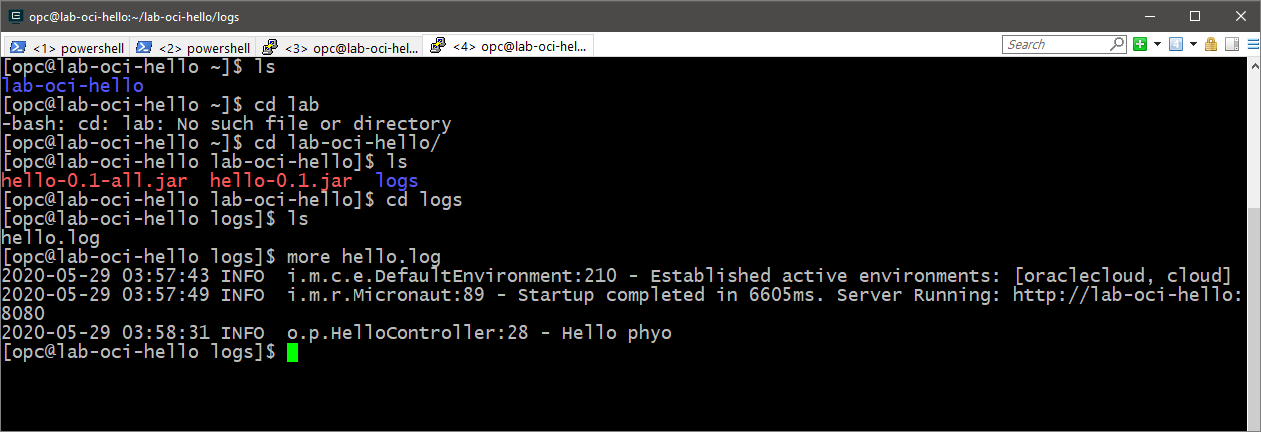 opc@lab-oci-hello:~/lab-oci-hello/logs
<1> powershell <2> powershell <3> opc@lab-oci-hel... <4> opc@lab-oci-hel... Search
[opc@lab-oci-hello ~]$ ls
lab-oci-hello
[opc@lab-oci-hello ~]$ cd lab
-bash: cd: lab: No such file or directory
[opc@lab-oci-hello ~]$ cd lab-oci-hello/
[opc@lab-oci-hello lab-oci-hello]$ ls
hello-0.1-all.jar  hello-0.1.jar  logs
[opc@lab-oci-hello lab-oci-hello]$ cd logs
[opc@lab-oci-hello logs]$ ls
hello.log
[opc@lab-oci-hello logs]$ more hello.log
2020-05-29 03:57:43 INFO  i.m.c.e.DefaultEnvironment:210 - Established active environments: [oraclecloud, cloud]
2020-05-29 03:57:49 INFO  i.m.r.Micronaut:89 - Startup completed in 6605ms. Server Running: http://lab-oci-hello:
8080
2020-05-29 03:58:31 INFO  o.p.HelloController:28 - Hello phyo
[opc@lab-oci-hello logs]$